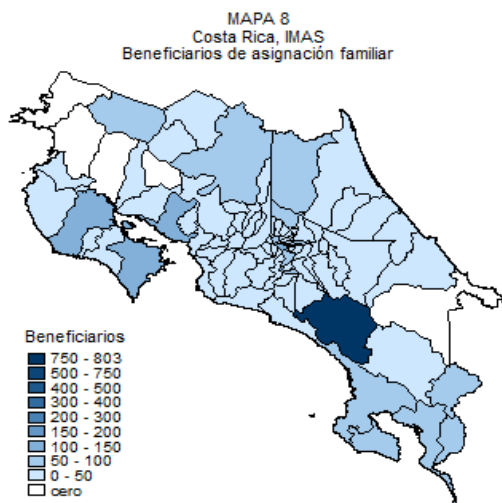 MAPA 8
Costa Rica, IMAS
Beneficiarios de asignación familiar
Beneficiarios
750 - 803
500 - 750
400 - 500
300 - 400
200 - 300
150 - 200
100 - 150
50 - 100
0 - 50
cero